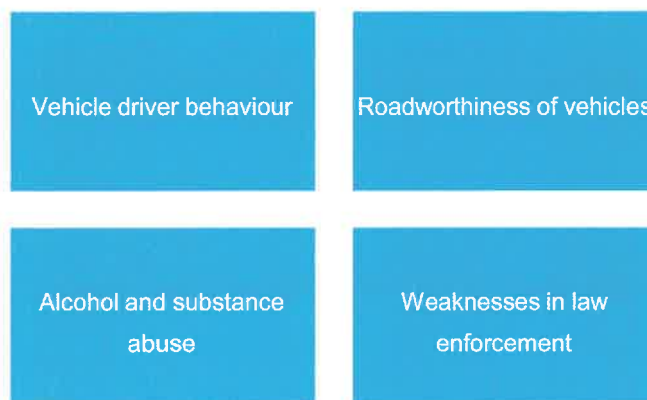 Vehicle driver behaviour
Roadworthiness of vehicles
Alcohol and substance
abuse
Weaknesses in law
enforcement